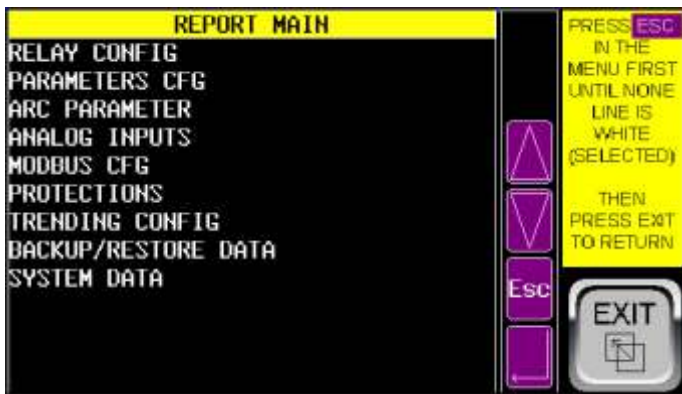 REPORT MAIN
RELAY CONFIG
PARAMETERS CFG
ARC PARAMETER
ANALOG INPUTS
MODBUS CFG
PROTECTIONS
TRENDING CONFIG
BACKUP/RESTORE DATA
SYSTEM DATA
Esc
PRESS ESC
IN THE
MENU FIRST
UNTIL NONE
LINE IS
WHITE
(SELECTED)
THEN
PRESS EXIT
TO RETURN
EXIT